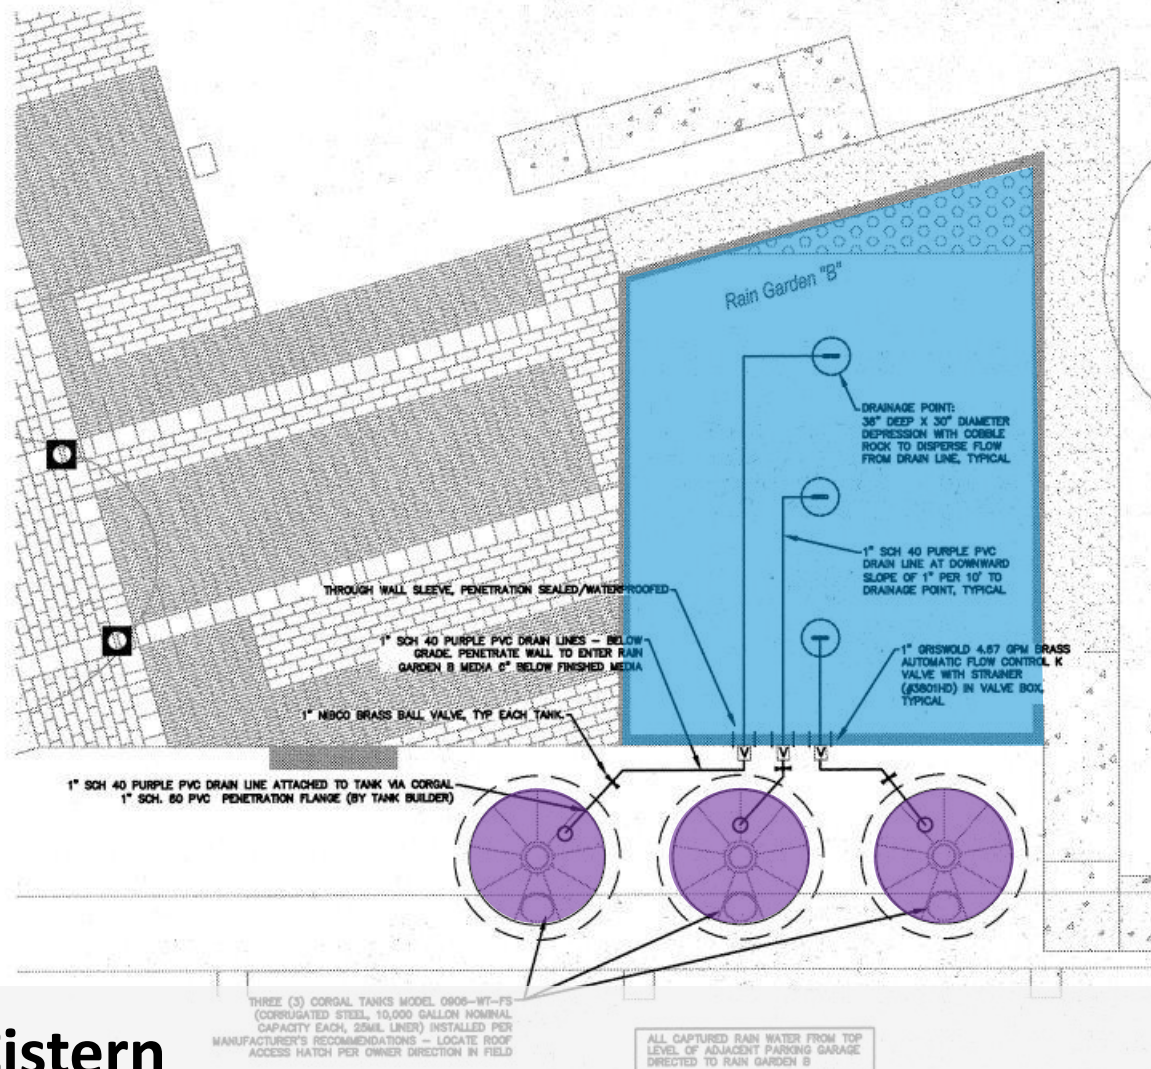 Rain Garden "B"
DRAINAGE POINT:
36" DEEP X 30" DIAMETER
DEPRESSION WITH COBBLE
ROCK TO DISPERSE FLOW
FROM DRAIN LINE, TYPICAL
1" SCH 40 PURPLE PVC
DRAIN LINE AT DOWNWARD
SLOPE OF 1" PER 10' TO
DRAINAGE POINT, TYPICAL
THROUGH WALL SLEEVE, PENETRATION SEALED/WATERPROOFED
1" SCH 40 PURPLE PVC DRAIN LINES – BELOW
GRADE, PENETRATE WALL TO ENTER RAIN
GARDEN B MEDIA 6" BELOW FINISHED MEDIA
1" GRISWOLD 4.67 GPM BRASS
AUTOMATIC FLOW CONTROL K
VALVE WITH STRAINER
(#3801HD) IN VALVE BOX,
TYPICAL
1" NIBCO BRASS BALL VALVE, TYP EACH TANK.
V V V
1" SCH 40 PURPLE PVC DRAIN LINE ATTACHED TO TANK VIA CORGAL
1" SCH. 80 PVC PENETRATION FLANGE (BY TANK BUILDER)
THREE (3) CORGAL TANKS MODEL 0906-WT-FS
(CORRUGATED STEEL, 10,000 GALLON NOMINAL
CAPACITY EACH, 25MIL LINER) INSTALLED PER
MANUFACTURER'S RECOMMENDATIONS – LOCATE ROOF
ACCESS HATCH PER OWNER DIRECTION IN FIELD
ALL CAPTURED RAIN WATER FROM TOP
LEVEL OF ADJACENT PARKING GARAGE
DIRECTED TO RAIN GARDEN B
Cistern